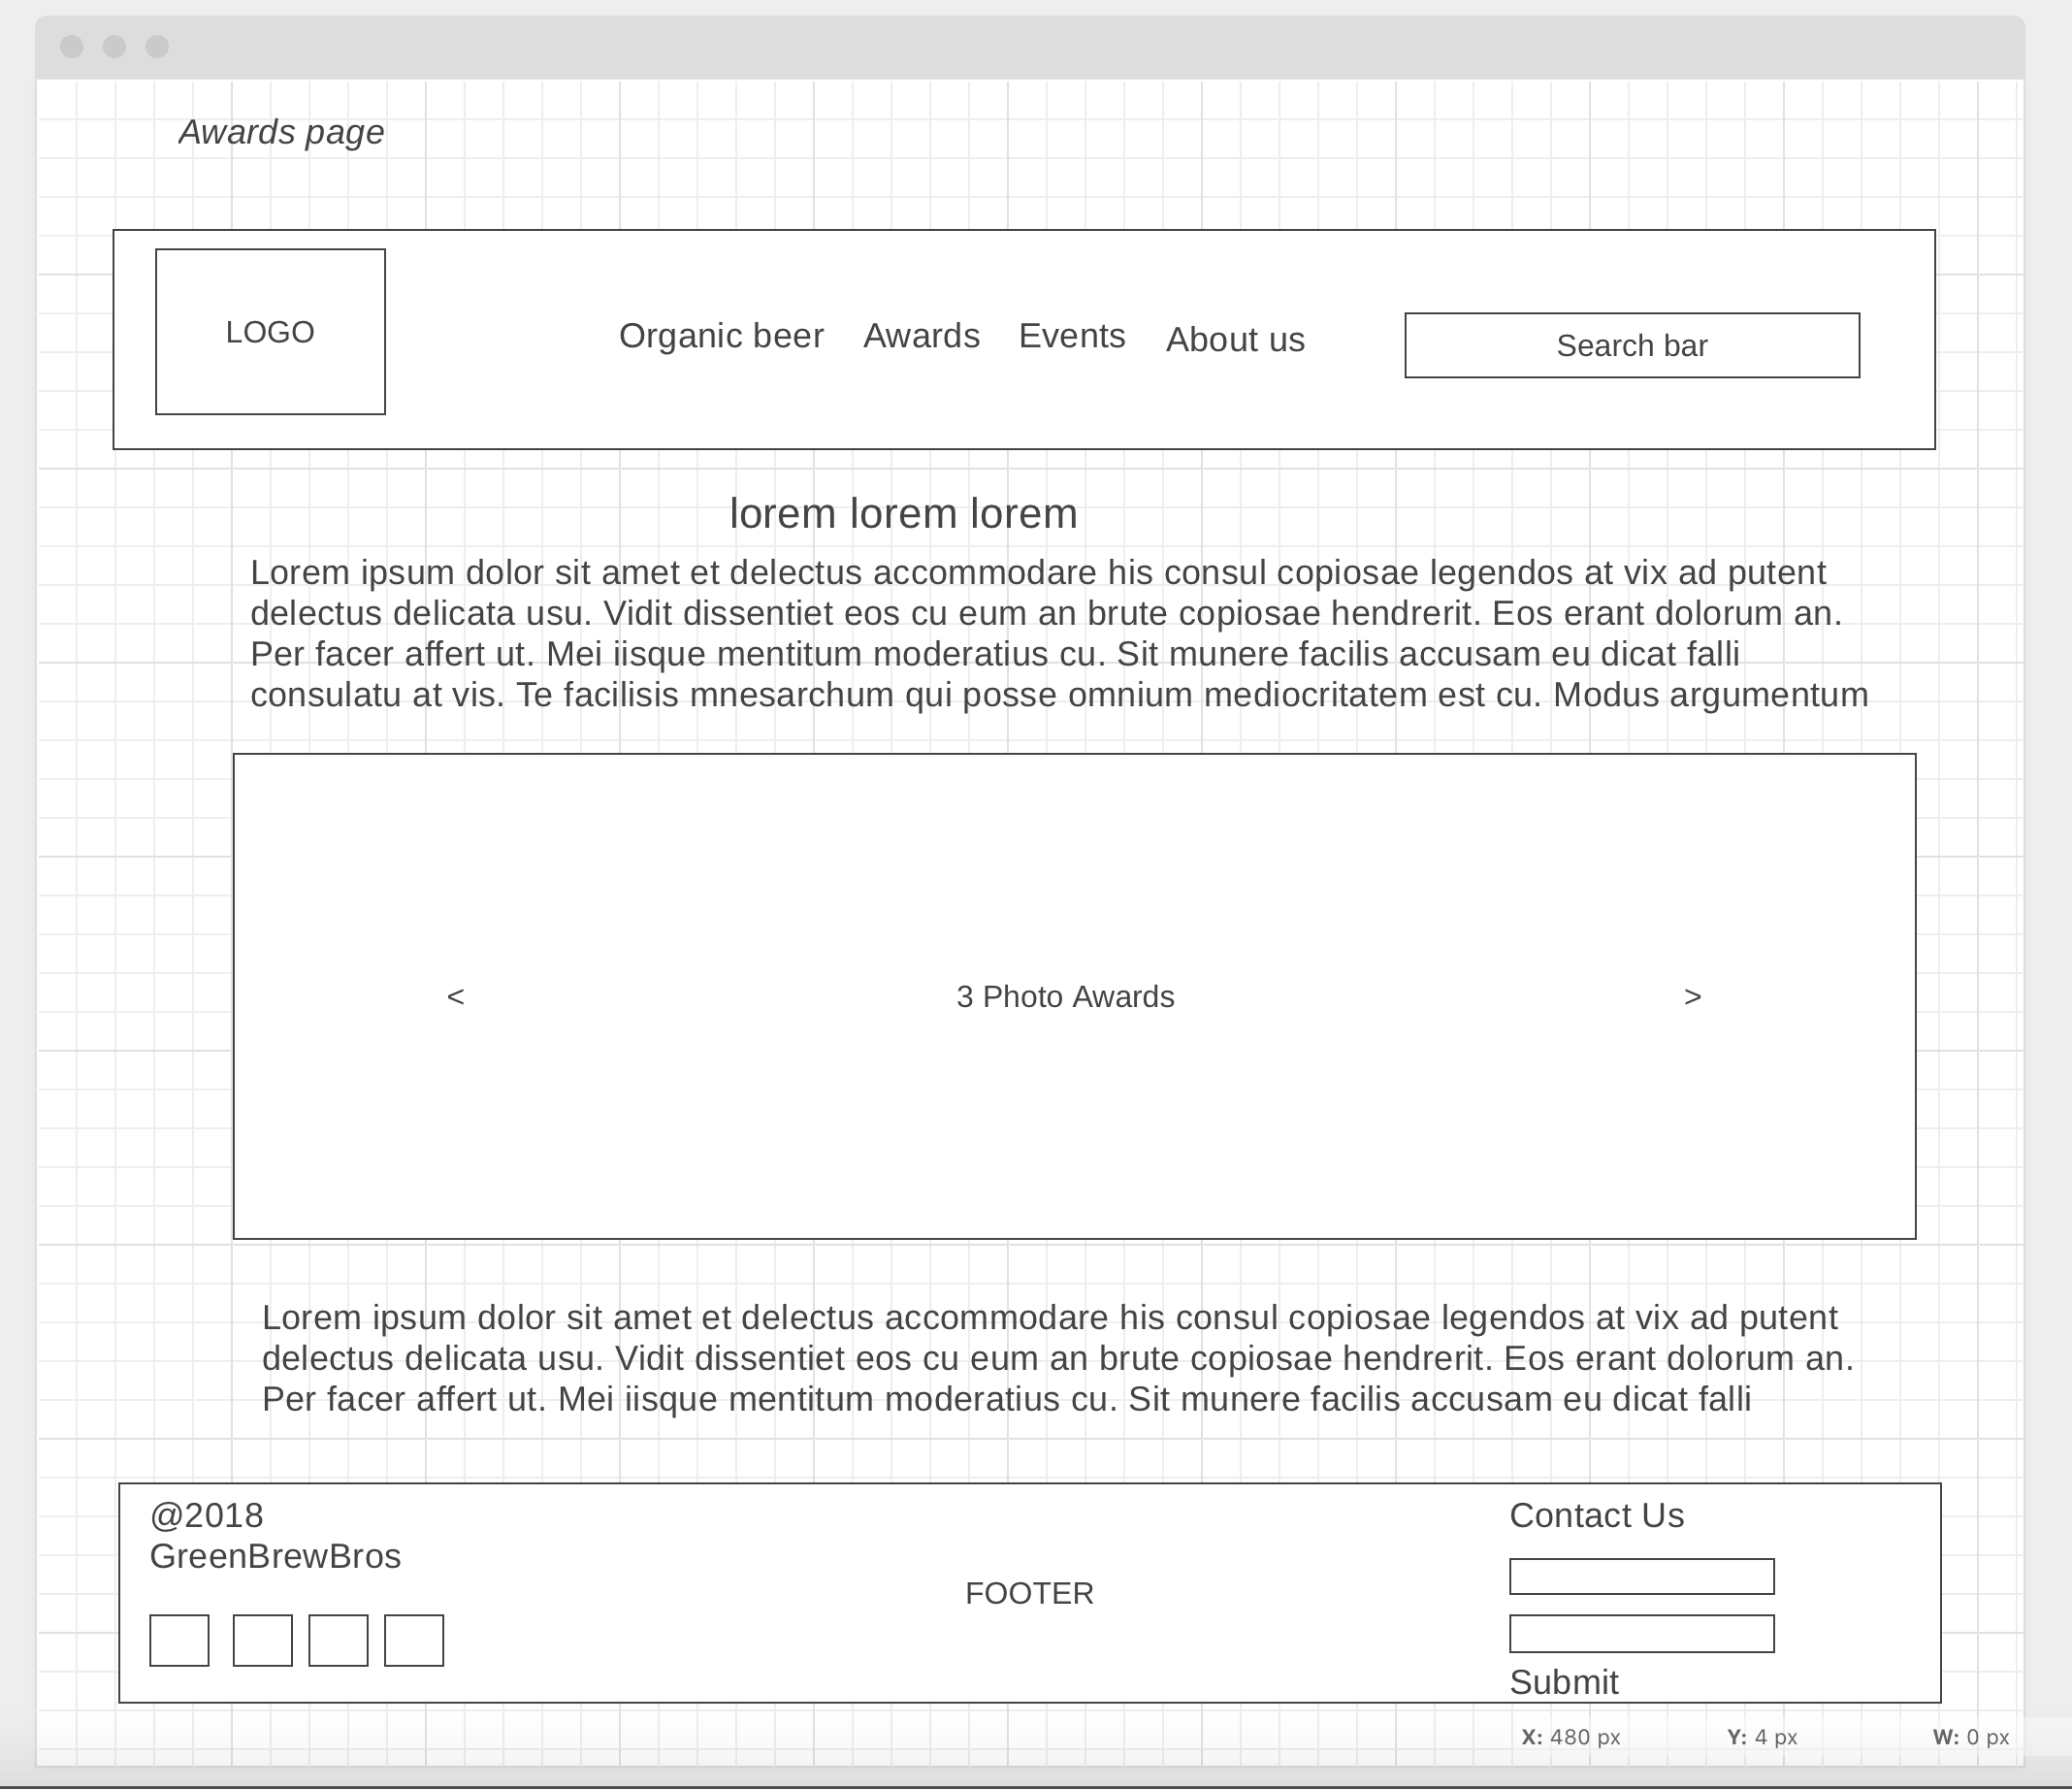 Awards page
LOGO
Organic beer Awards Events About us
Search bar
lorem lorem lorem
Lorem ipsum dolor sit amet et delectus accommodare his consul copiosae legendos at vix ad putent
delectus delicata usu. Vidit dissentiet eos cu eum an brute copiosae hendrerit. Eos erant dolorum an.
Per facer affert ut. Mei iisque mentitum moderatius cu. Sit munere facilis accusam eu dicat falli
consulatu at vis. Te facilisis mnesarchum qui posse omnium mediocritatem est cu. Modus argumentum
< 3 Photo Awards >
Lorem ipsum dolor sit amet et delectus accommodare his consul copiosae legendos at vix ad putent
delectus delicata usu. Vidit dissentiet eos cu eum an brute copiosae hendrerit. Eos erant dolorum an.
Per facer affert ut. Mei iisque mentitum moderatius cu. Sit munere facilis accusam eu dicat falli
@2018
GreenBrewBros
FOOTER
Contact Us
Submit
X: 480 px Y: 4 px W: 0 px